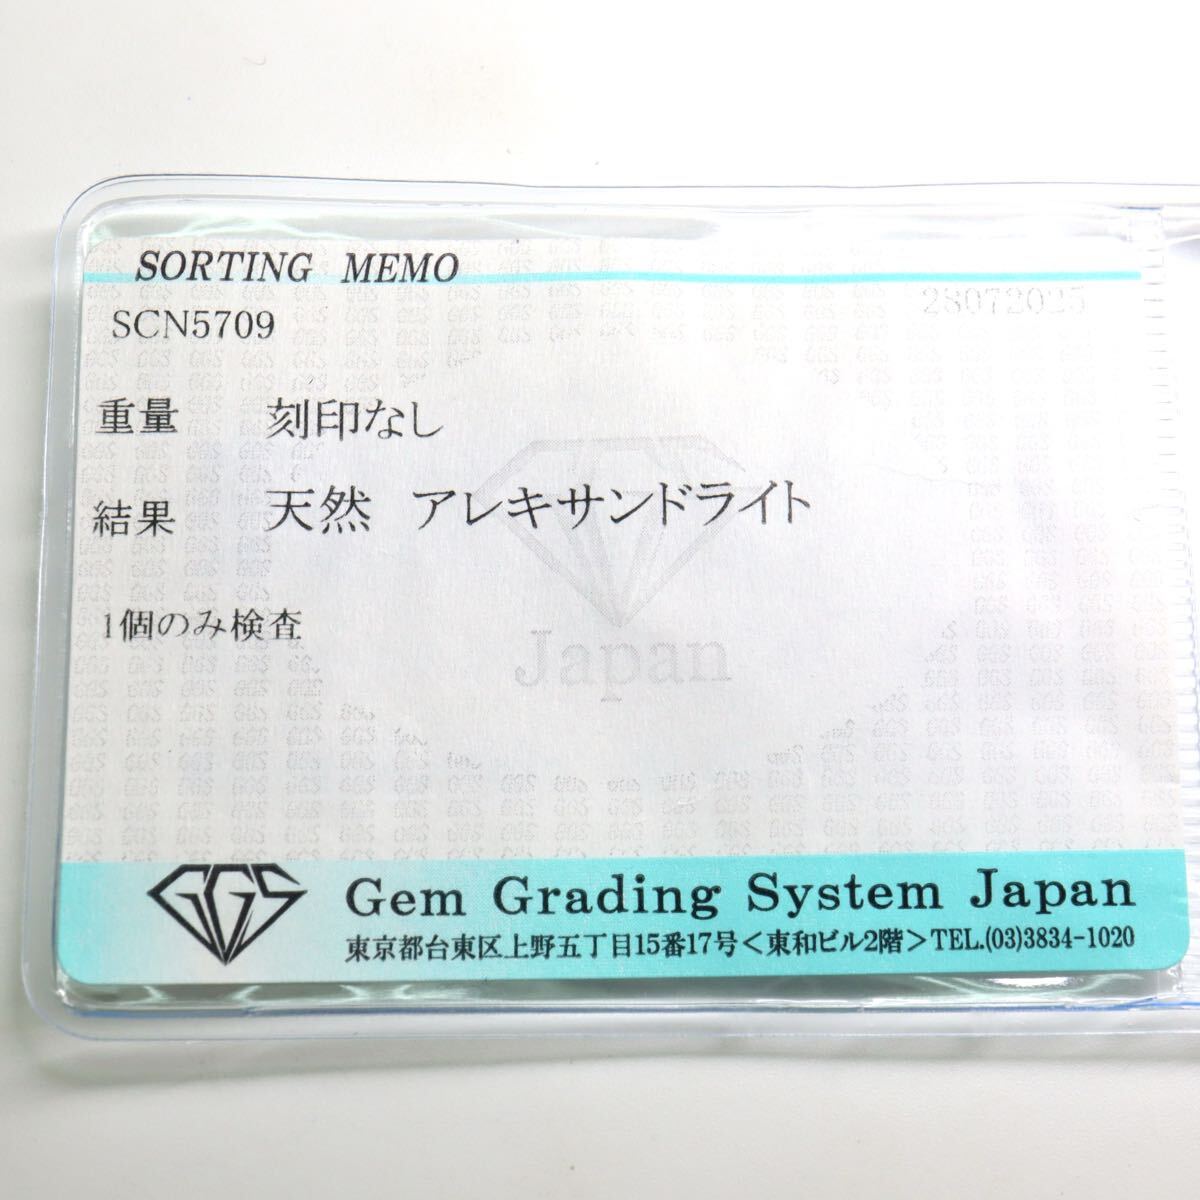 SORTING MEMO
28072025
SCN5709
重量 刻印なし
結果 天然 アレキサンドライト
1個のみ検査
Japan
GGS
Gem Grading System Japan
東京都台東区上野五丁目15番17号＜東和ビル2階＞TEL.(03)3834-1020